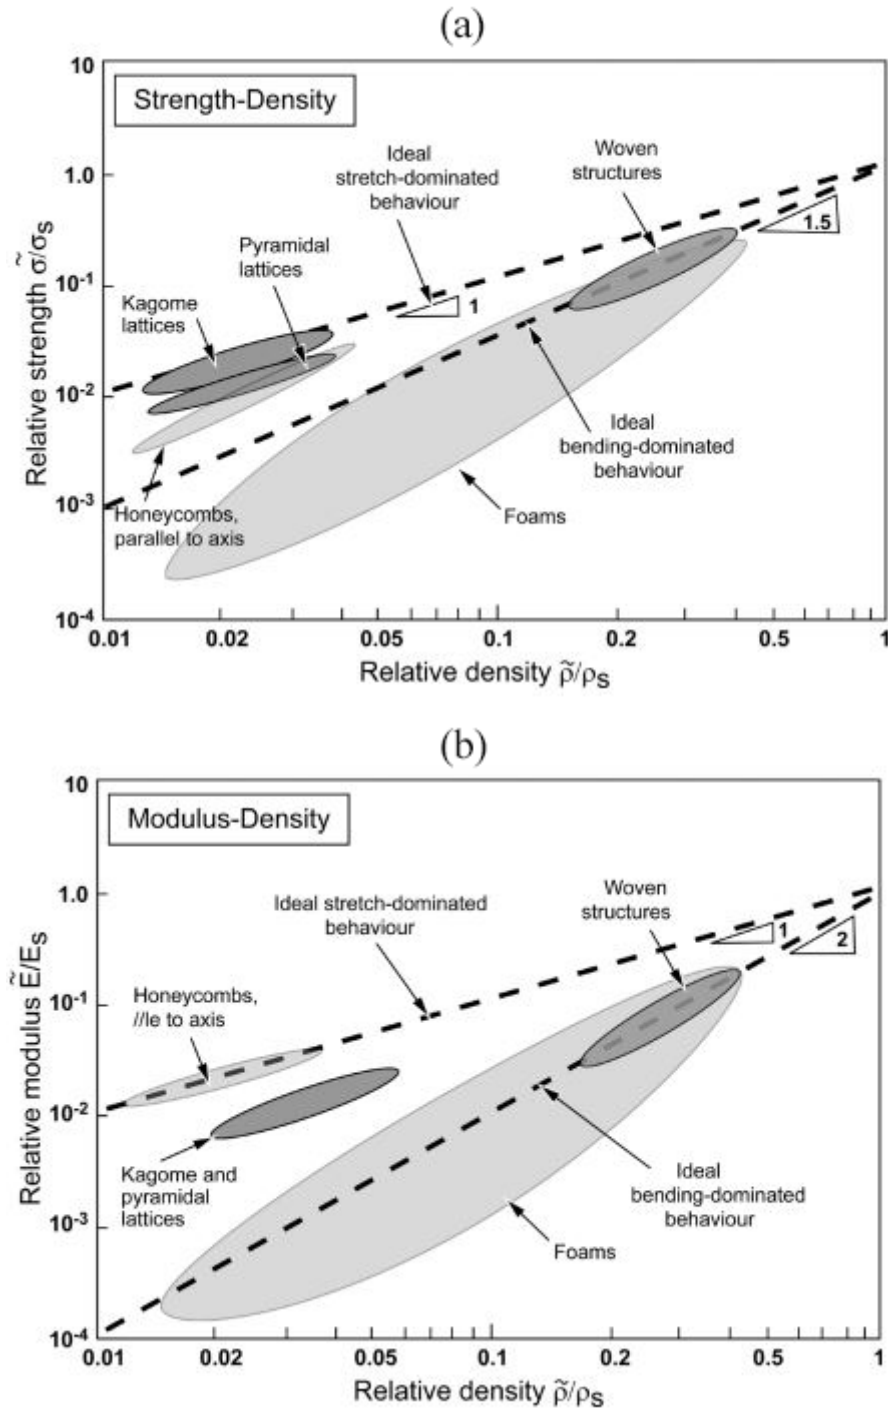 (a)
10
Strength-Density
Ideal
stretch-dominated
behaviour
Woven
structures
1.0
1.5
Pyramidal
lattices
10⁻¹
1
Kagome
lattices
10⁻²
Ideal
bending-dominated
behaviour
10⁻³
Honeycombs,
parallel to axis
Foams
10⁻⁴
Relative strength σ̃/σₛ
0.01 0.02 0.05 0.1 0.2 0.5 1
Relative density ρ̃/ρₛ
(b)
10
Modulus-Density
1.0
Ideal stretch-dominated
behaviour
Woven
structures
1
2
Honeycombs,
//le to axis
10⁻¹
10⁻²
Kagome and
pyramidal
lattices
Ideal
bending-dominated
behaviour
10⁻³
Foams
10⁻⁴
Relative modulus Ẽ/Eₛ
0.01 0.02 0.05 0.1 0.2 0.5 1
Relative density ρ̃/ρₛ